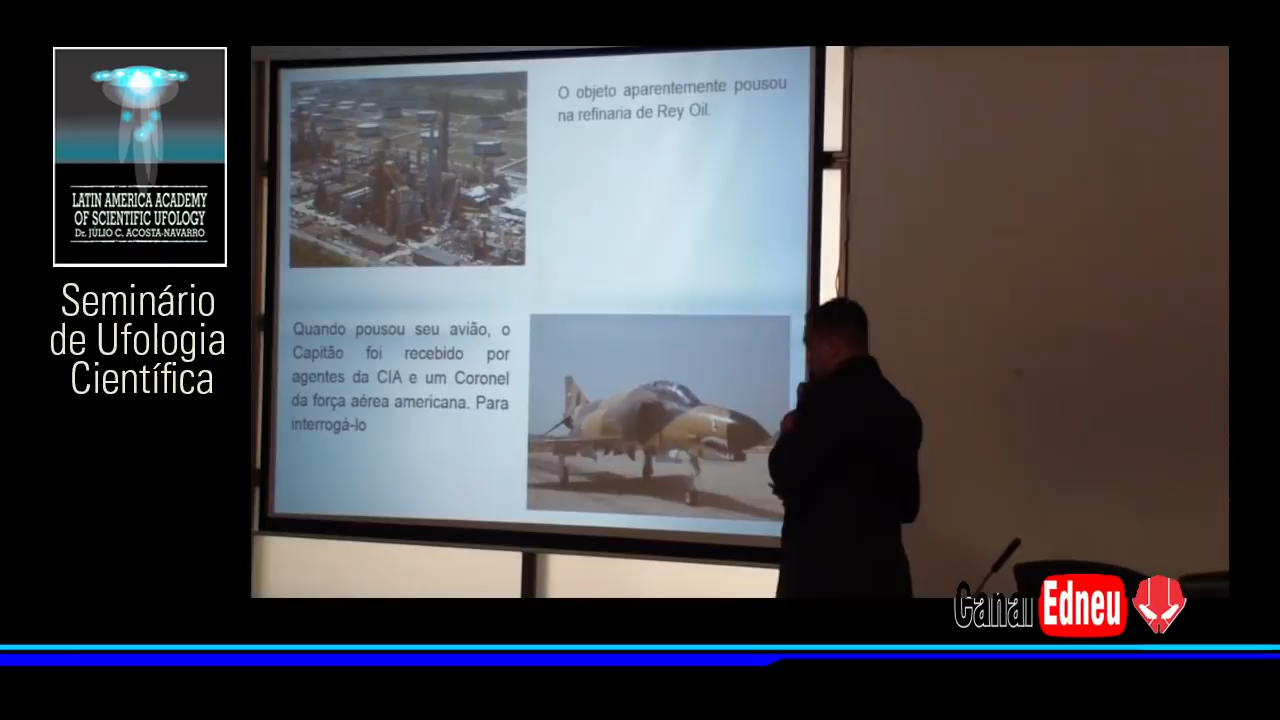 LATIN AMERICA ACADEMY
OF SCIENTIFIC UFOLOGY
Dr. JÚLIO C. ACOSTA-NAVARRO
Seminário
de Ufologia
Científica
O objeto aparentemente pousou
na refinaria de Rey Oil.
Quando pousou seu avião, o
Capitão foi recebido por
agentes da CIA e um Coronel
da força aérea americana. Para
interrogá-lo
Canal Edneu